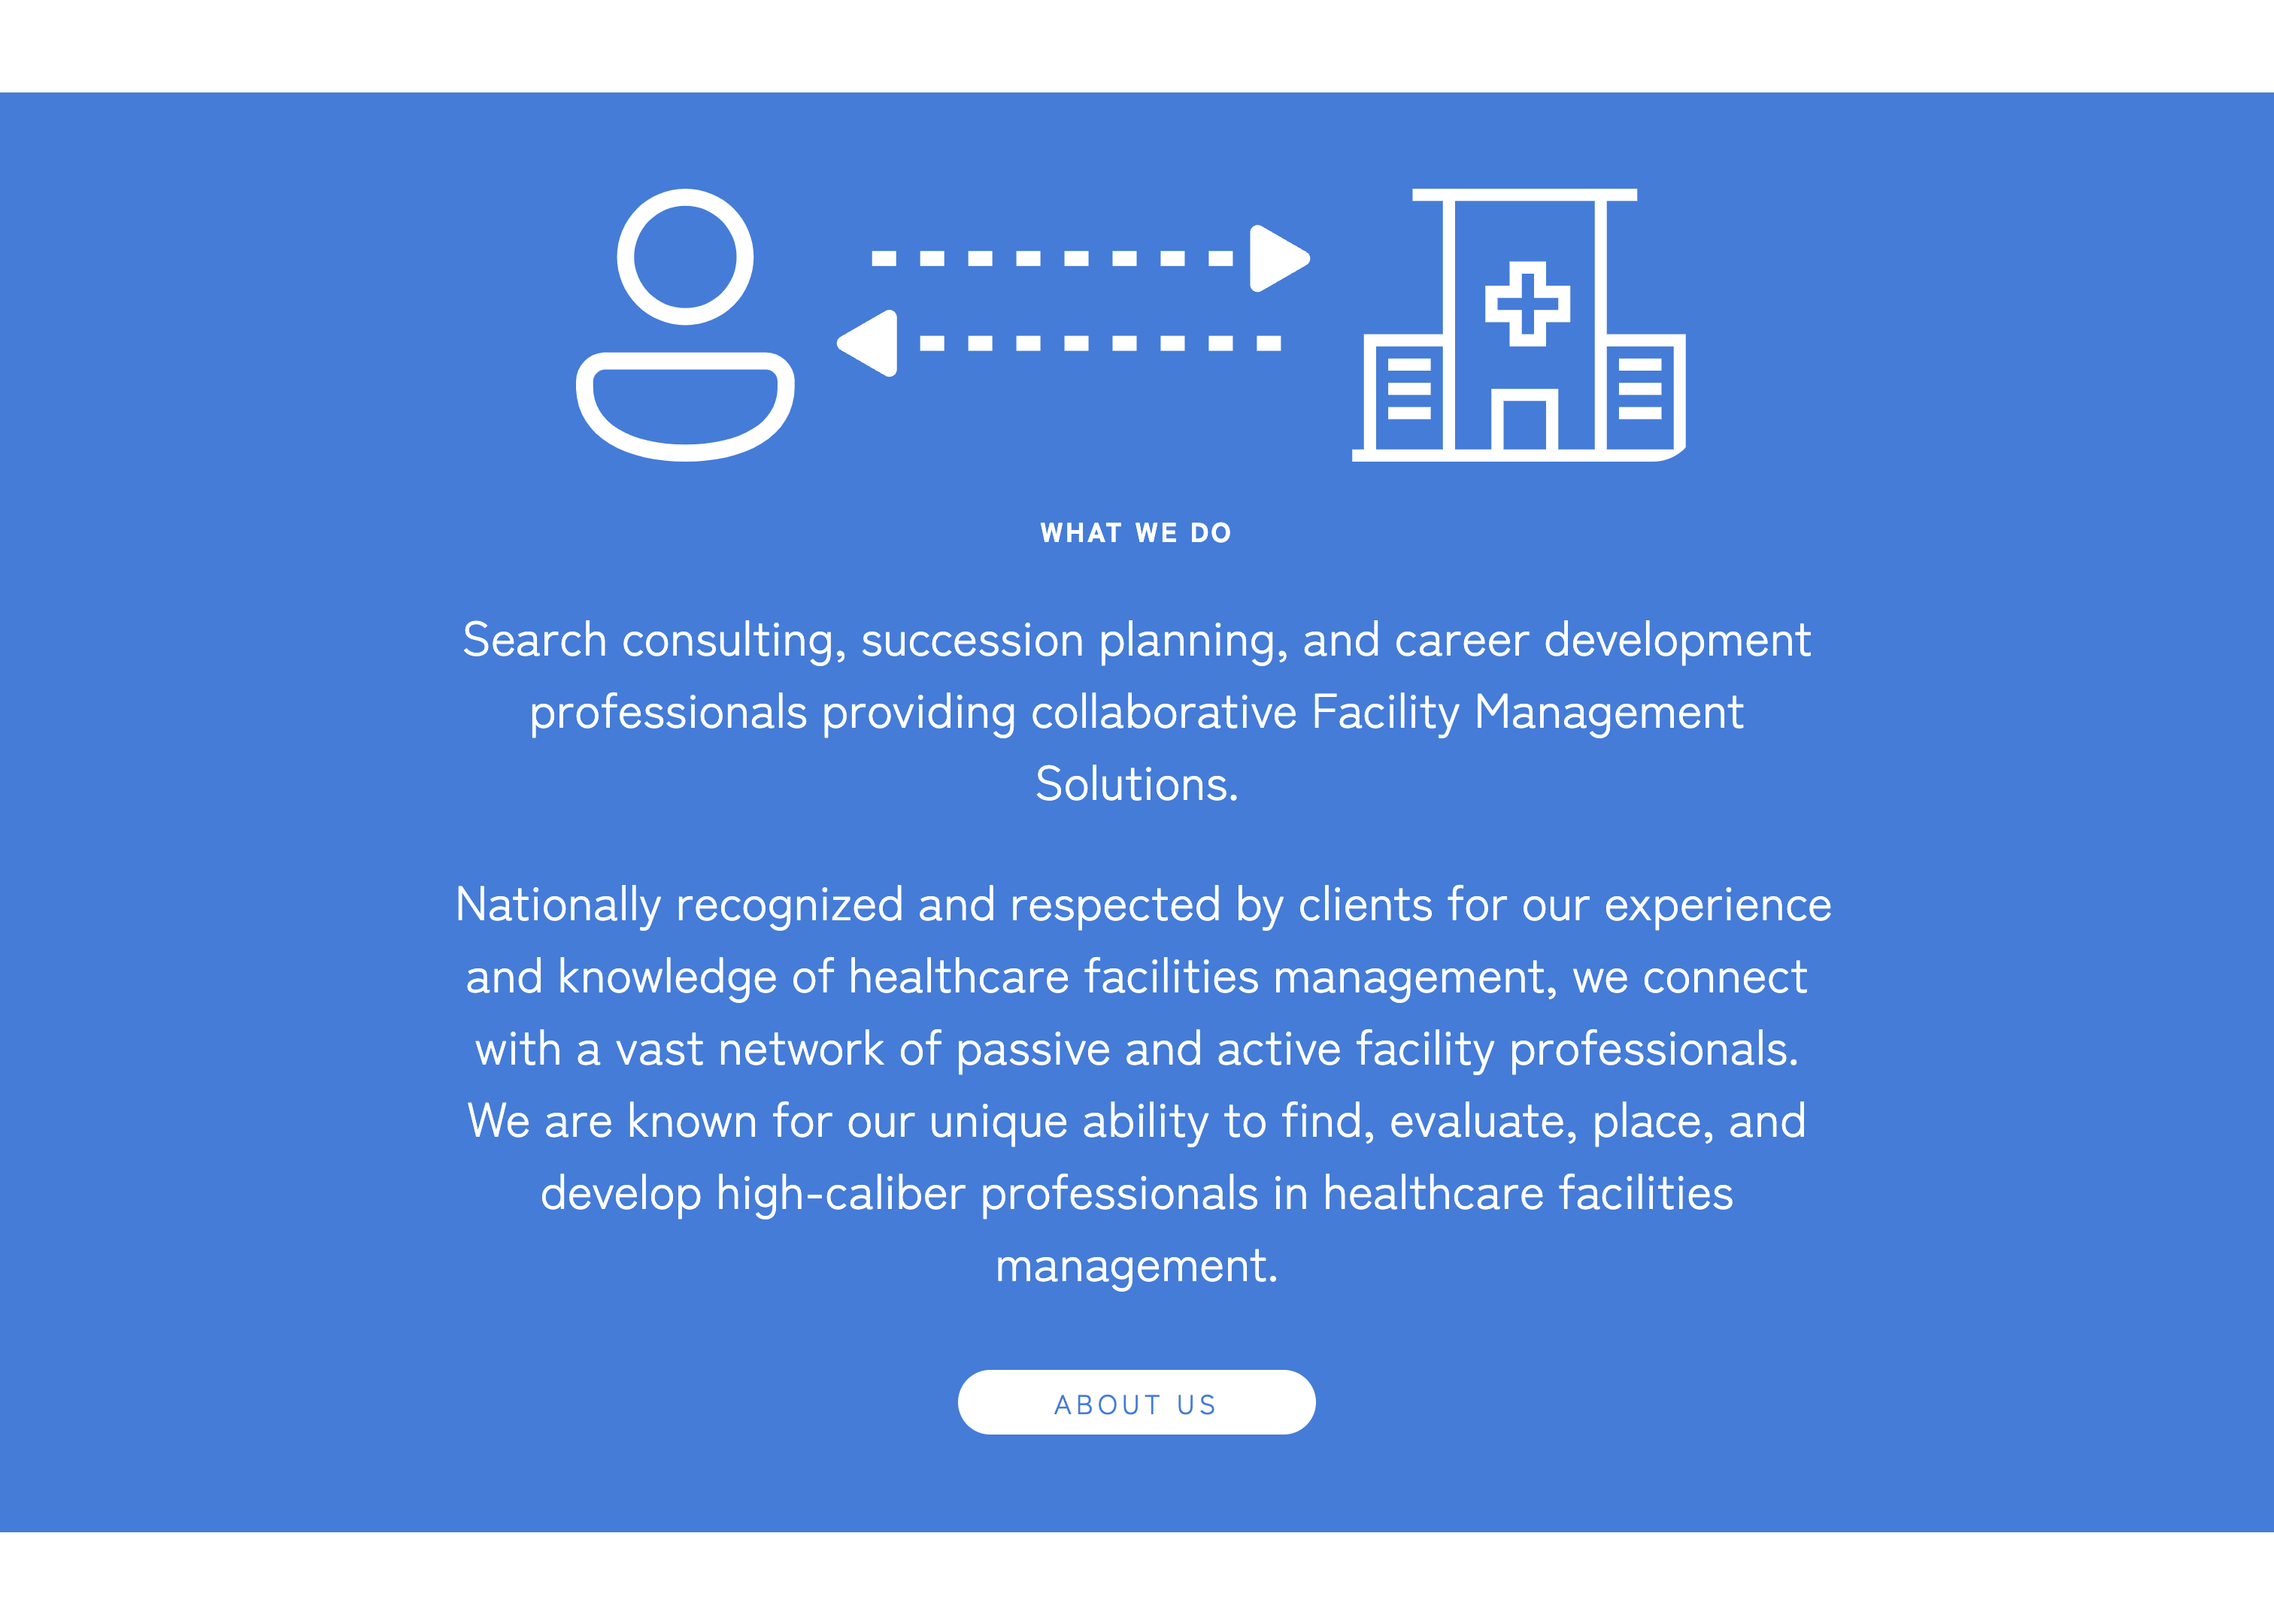 WHAT WE DO
Search consulting, succession planning, and career development
professionals providing collaborative Facility Management
Solutions.
Nationally recognized and respected by clients for our experience
and knowledge of healthcare facilities management, we connect
with a vast network of passive and active facility professionals.
We are known for our unique ability to find, evaluate, place, and
develop high-caliber professionals in healthcare facilities
management.
ABOUT US